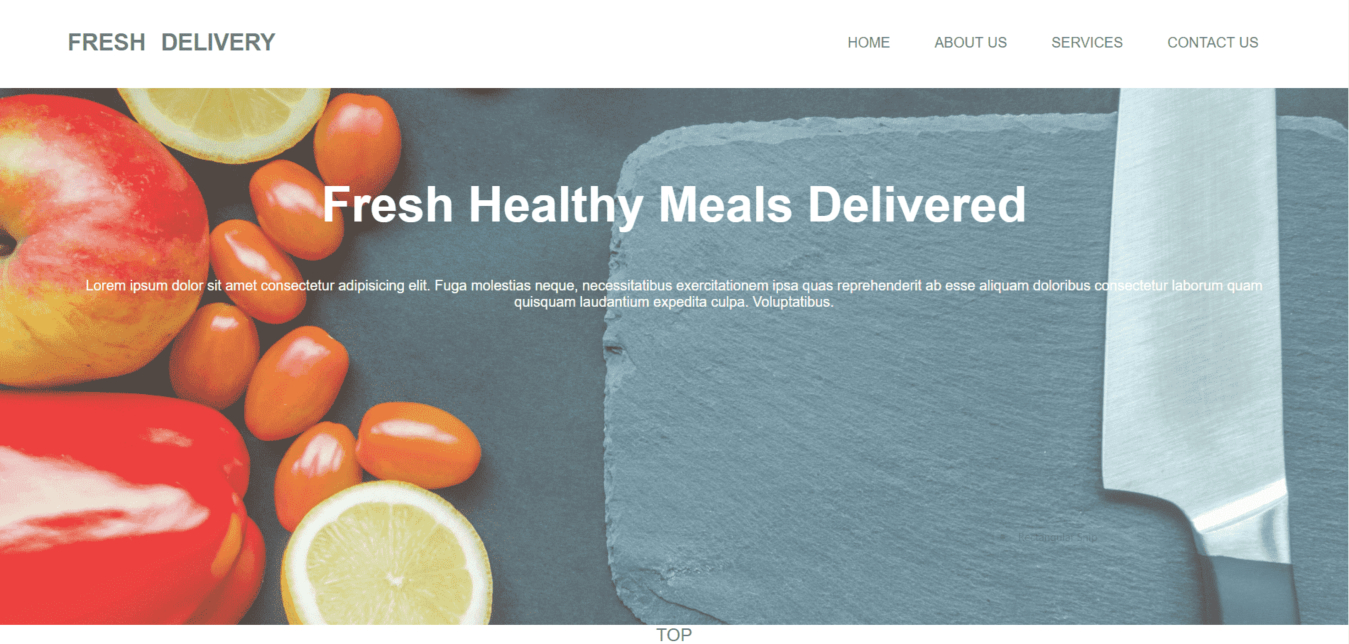 FRESH DELIVERY
HOME ABOUT US SERVICES CONTACT US
Fresh Healthy Meals Delivered
Lorem ipsum dolor sit amet consectetur adipisicing elit. Fuga molestias neque, necessitatibus exercitationem ipsa quas reprehenderit ab esse aliquam doloribus consectetur laborum quam
quisquam laudantium expedita culpa. Voluptatibus.
TOP